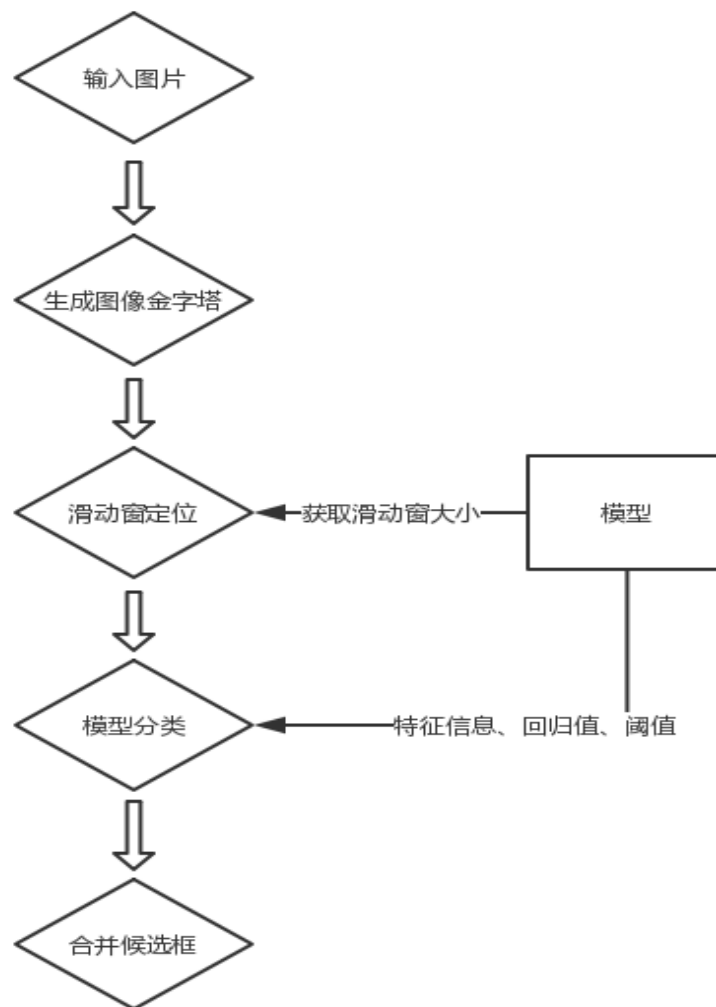 输入图片
生成图像金字塔
滑动窗定位
获取滑动窗大小
模型
模型分类
特征信息、回归值、阈值
合并候选框